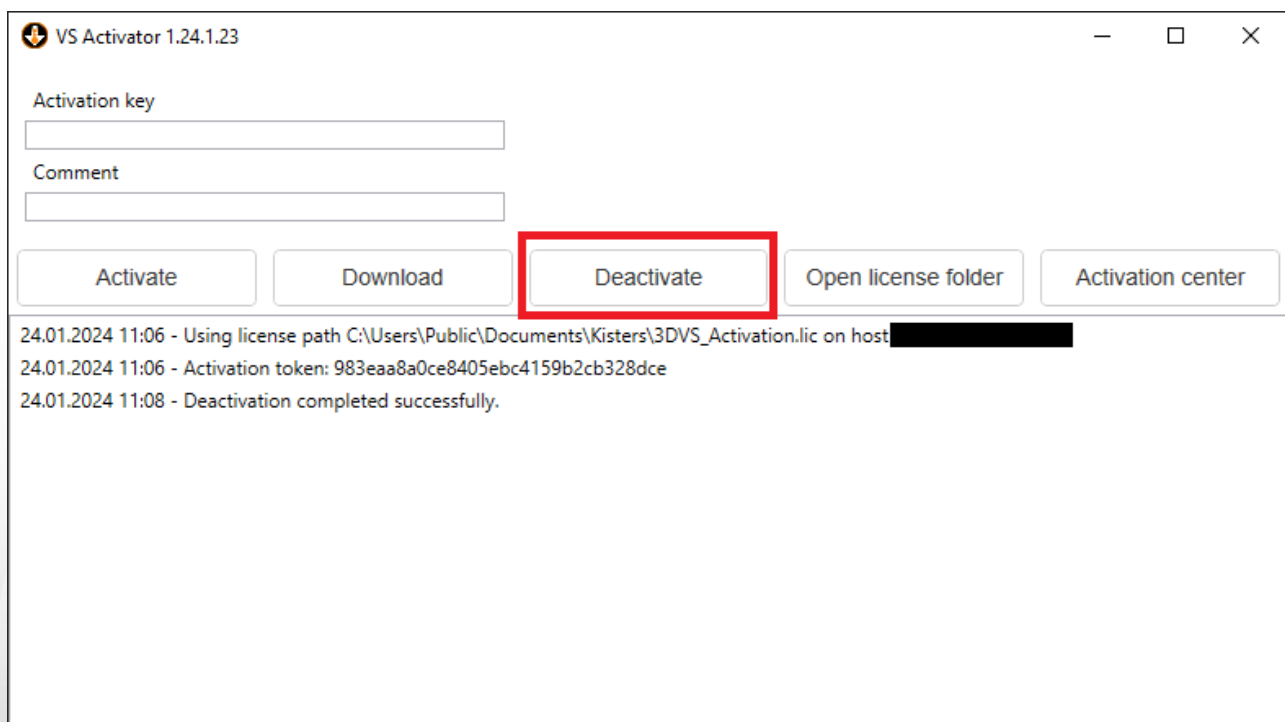 VS Activator 1.24.1.23
Activation key
Comment
Activate Download Deactivate Open license folder Activation center
24.01.2024 11:06 - Using license path C:\Users\Public\Documents\Kisters\3DVS_Activation.lic on host
24.01.2024 11:06 - Activation token: 983eaa8a0ce8405ebc4159b2cb328dce
24.01.2024 11:08 - Deactivation completed successfully.